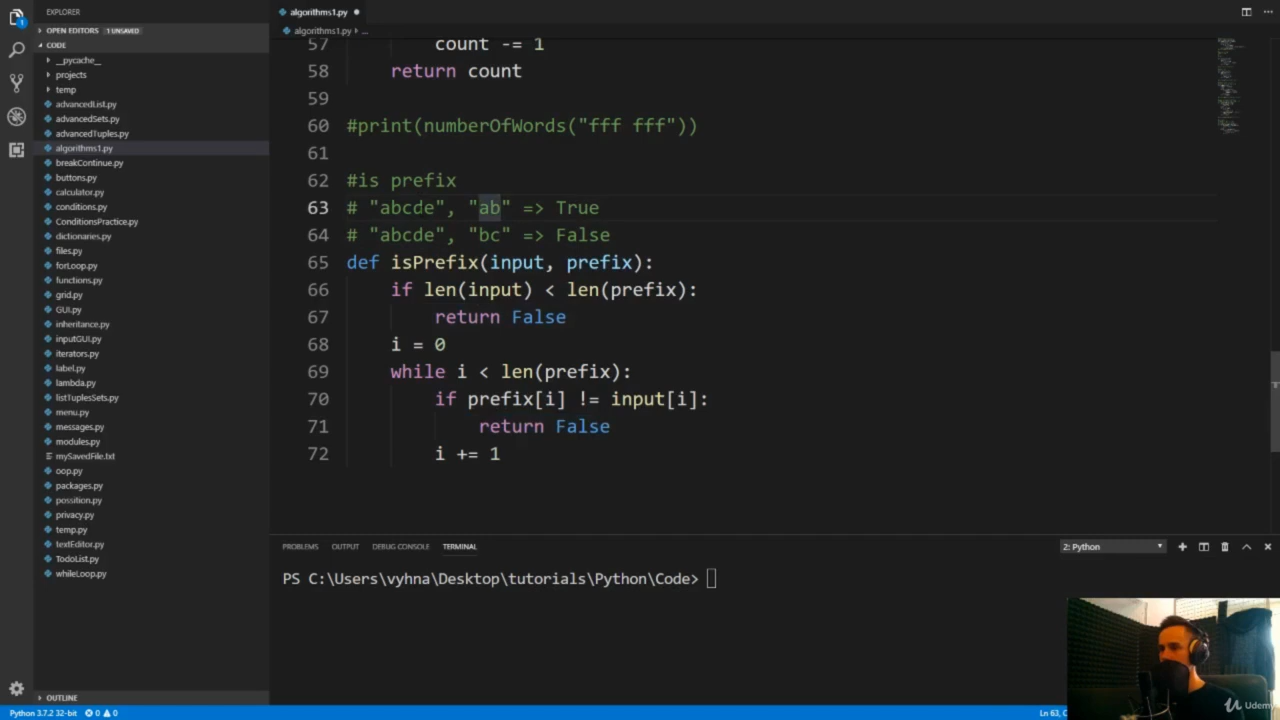 EXPLORER
OPEN EDITORS 1 UNSAVED
CODE
__pycache__
projects
temp
advancedList.py
advancedSets.py
advancedTuples.py
algorithms1.py
breakContinue.py
buttons.py
calculator.py
conditions.py
ConditionsPractice.py
dictionaries.py
files.py
forLoop.py
functions.py
grid.py
GUI.py
inheritance.py
inputGUI.py
iterators.py
label.py
lambda.py
listTuplesSets.py
menu.py
messages.py
modules.py
mySavedFile.txt
oop.py
packages.py
possition.py
privacy.py
temp.py
textEditor.py
TodoList.py
whileLoop.py
OUTLINE
algorithms1.py
algorithms1.py ...
57 count -= 1
58 return count
59
60 #print(numberOfWords("fff fff"))
61
62 #is prefix
63 # "abcde", "ab" => True
64 # "abcde", "bc" => False
65 def isPrefix(input, prefix):
66 if len(input) < len(prefix):
67 return False
68 i = 0
69 while i < len(prefix):
70 if prefix[i] != input[i]:
71 return False
72 i += 1
PROBLEMS OUTPUT DEBUG CONSOLE TERMINAL 2: Python
PS C:\Users\vyhna\Desktop\tutorials\Python\Code>
Python 3.7.2 32-bit 0 0 Ln 63,
Udemy
1